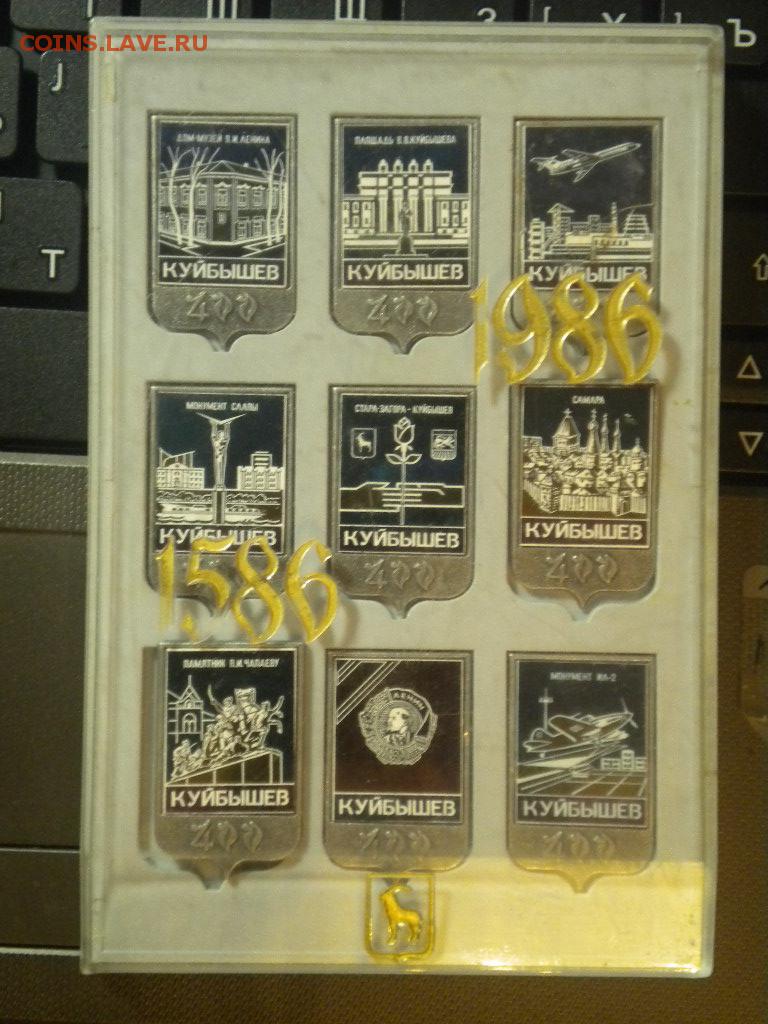 COINS.LAVE.RU
З Х Ъ
Т
ДОМ-МУЗЕЙ В.И.ЛЕНИНА
КУЙБЫШЕВ
400
ПЛОЩАДЬ В.В.КУЙБЫШЕВА
КУЙБЫШЕВ
400
КУЙБЫШЕВ
1986
МОНУМЕНТ СЛАВЫ
КУЙБЫШЕВ
1586
СТАРА-ЗАГОРА - КУЙБЫШЕВ
КУЙБЫШЕВ
400
САМАРА
КУЙБЫШЕВ
400
ПАМЯТНИК В.И.ЧАПАЕВУ
КУЙБЫШЕВ
400
ЛЕНИН
КУЙБЫШЕВ
400
МОНУМЕНТ ИЛ-2
КУЙБЫШЕВ
400